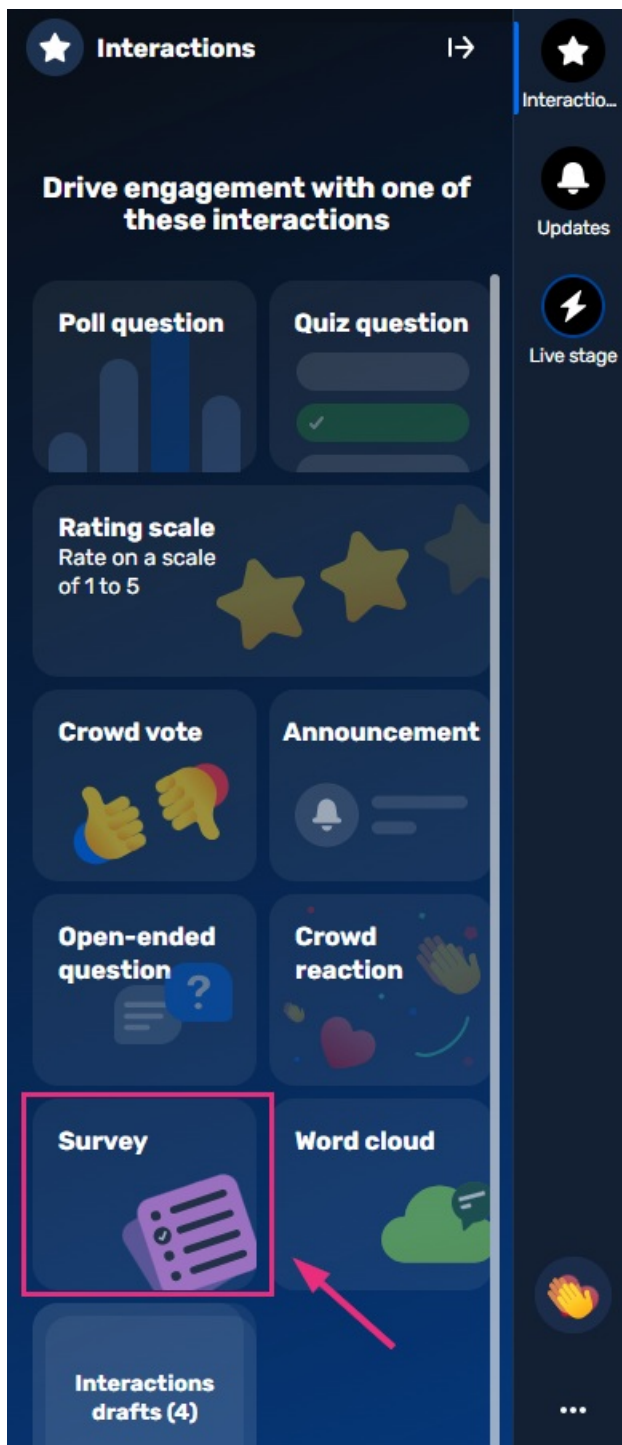 Interactions
Drive engagement with one of
these interactions
Poll question
Quiz question
Rating scale
Rate on a scale
of 1 to 5
Crowd vote
Announcement
Open-ended
question
?
Crowd
reaction
Survey
Word cloud
Interactions
drafts (4)
Interactio...
Updates
Live stage